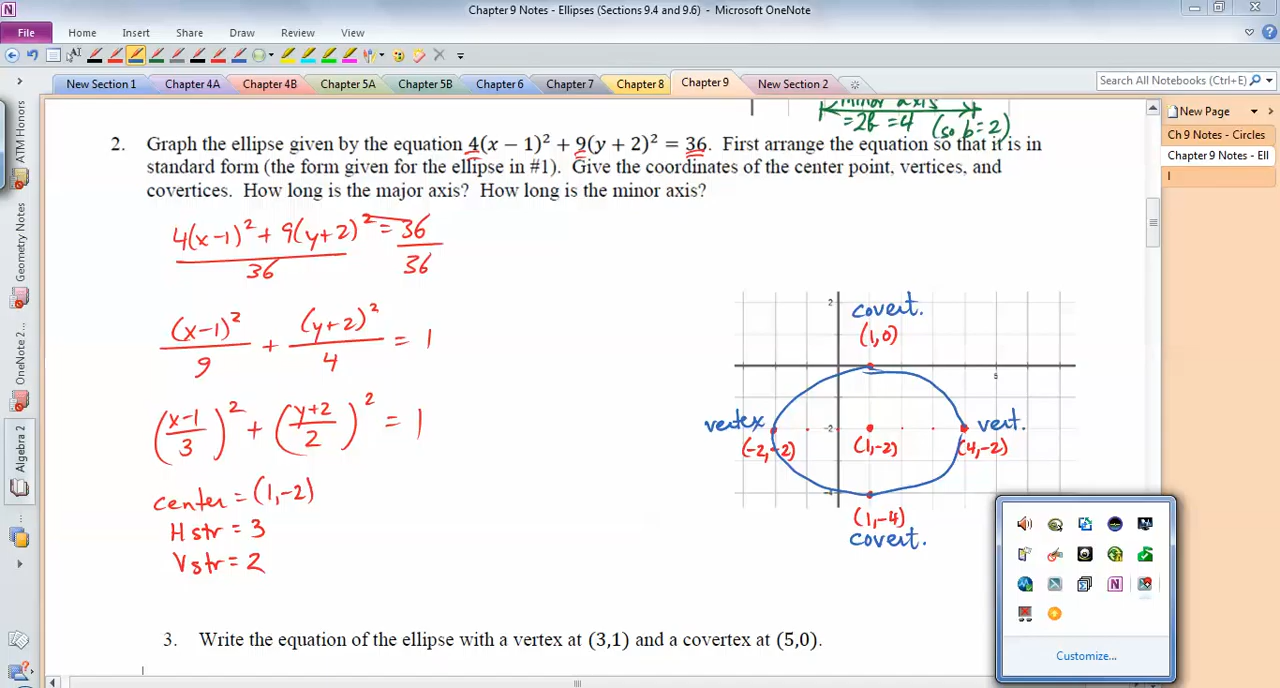 Chapter 9 Notes - Ellipses (Sections 9.4 and 9.6) - Microsoft OneNote
File Home Insert Share Draw Review View
New Section 1 Chapter 4A Chapter 4B Chapter 5A Chapter 5B Chapter 6 Chapter 7 Chapter 8 Chapter 9 New Section 2
Search All Notebooks (Ctrl+E)
New Page
Ch 9 Notes - Circles
Chapter 9 Notes - Ell
I
ATM Honors
Geometry Notes
OneNote 2...
Algebra 2
minor axis
=2b =4 (so b=2)
2. Graph the ellipse given by the equation 4(x − 1)² + 9(y + 2)² = 36. First arrange the equation so that it is in
standard form (the form given for the ellipse in #1). Give the coordinates of the center point, vertices, and
covertices. How long is the major axis? How long is the minor axis?
4(x-1)² + 9(y+2)² = 36
36 36
(x-1)² + (y+2)² = 1
9 4
(x-1/3)² + (y+2/2)² = 1
center = (1,-2)
H str = 3
V str = 2
2
covert.
(1,0)
5
vertex -2 vert.
(-2,-2) (1,-2) (4,-2)
-4
(1,-4)
covert.
3. Write the equation of the ellipse with a vertex at (3,1) and a covertex at (5,0).
Customize...